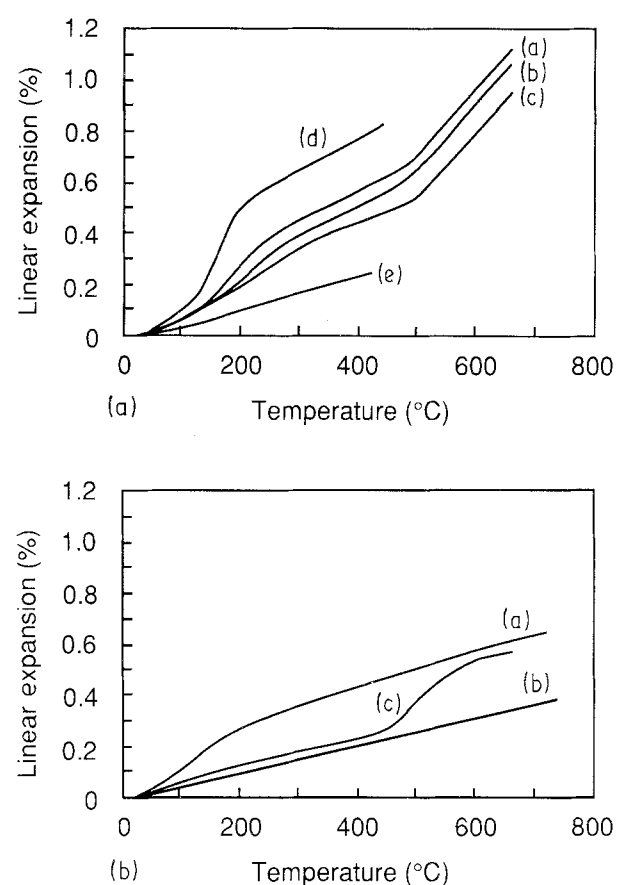 1.2
(a)
1.0
(b)
(c)
0.8
(d)
0.6
0.4
(e)
0.2
0
0 200 400 600 800
(a) Temperature (°C)
Linear expansion (%)
1.2
1.0
0.8
(a)
0.6
(b)
(c)
0.4
0.2
0
0 200 400 600 800
(b) Temperature (°C)
Linear expansion (%)